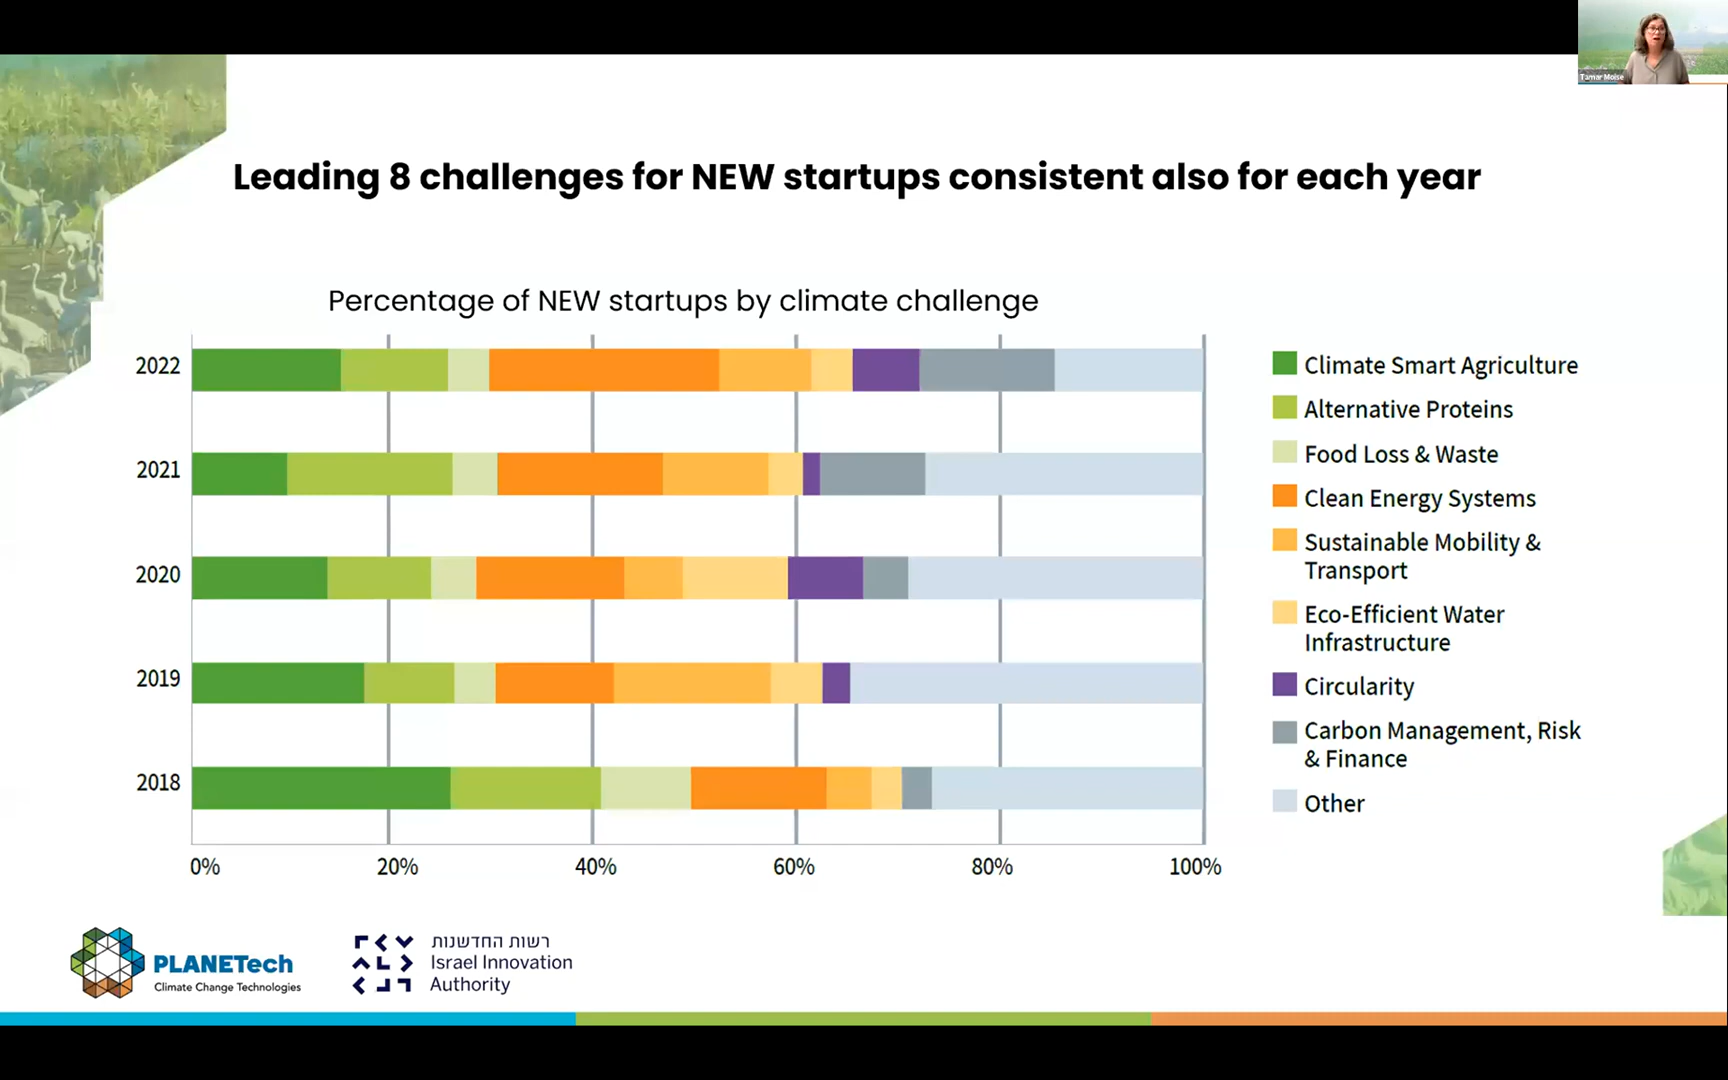 Tamar Moise
Leading 8 challenges for NEW startups consistent also for each year
Percentage of NEW startups by climate challenge
2022
2021
2020
2019
2018
0% 20% 40% 60% 80% 100%
Climate Smart Agriculture
Alternative Proteins
Food Loss & Waste
Clean Energy Systems
Sustainable Mobility &
Transport
Eco-Efficient Water
Infrastructure
Circularity
Carbon Management, Risk
& Finance
Other
PLANETech
Climate Change Technologies
רשות החדשנות
Israel Innovation
Authority